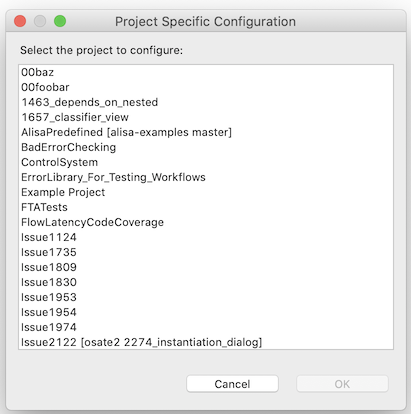 Project Specific Configuration
Select the project to configure:
00baz
00foobar
1463_depends_on_nested
1657_classifier_view
AlisaPredefined [alisa-examples master]
BadErrorChecking
ControlSystem
ErrorLibrary_For_Testing_Workflows
Example Project
FTATests
FlowLatencyCodeCoverage
Issue1124
Issue1735
Issue1809
Issue1830
Issue1953
Issue1954
Issue1974
Issue2122 [osate2 2274_instantiation_dialog]
Cancel
OK